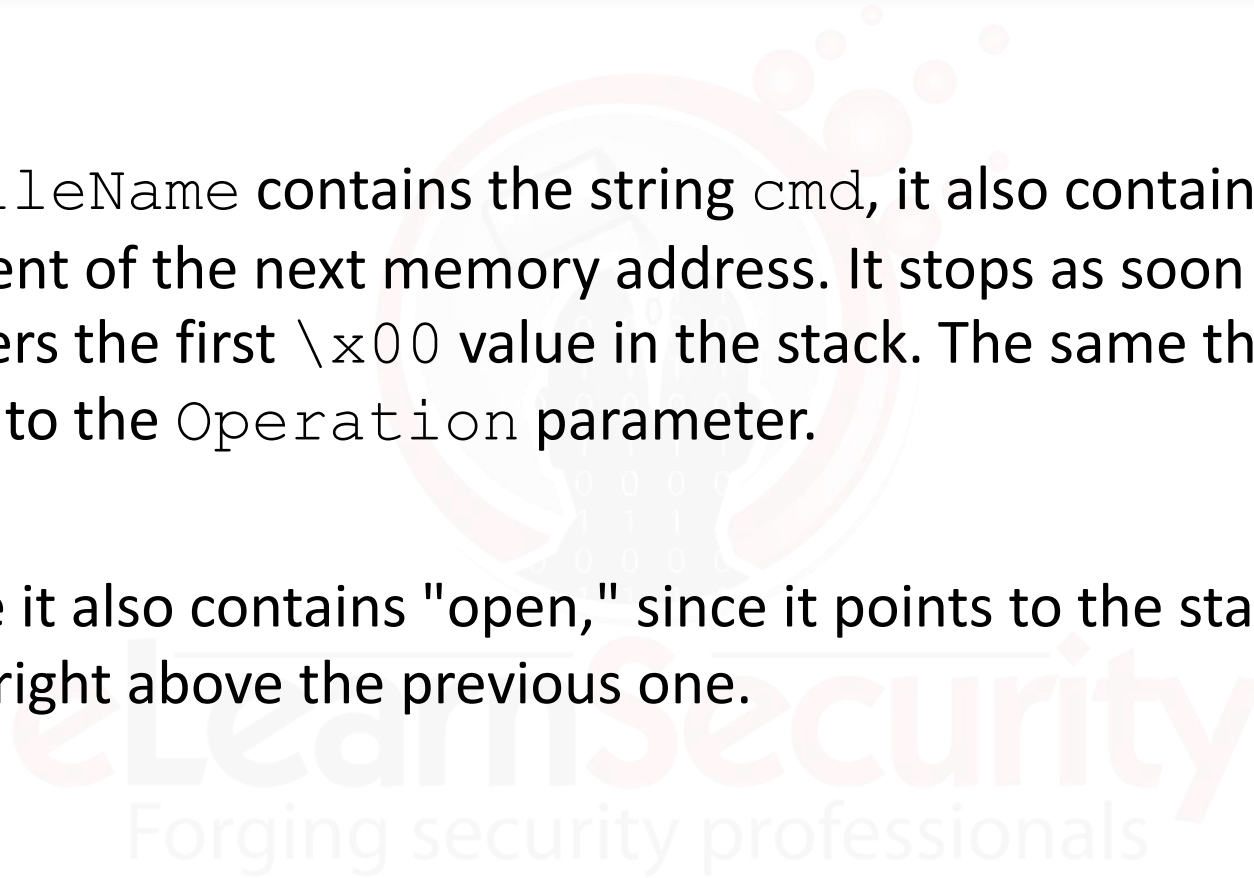 leName contains the string cmd, it also contain
ent of the next memory address. It stops as soon
ers the first \x00 value in the stack. The same th
to the Operation parameter.
it also contains "open," since it points to the sta
right above the previous one.
eLearnSecurity
Forging security professionals